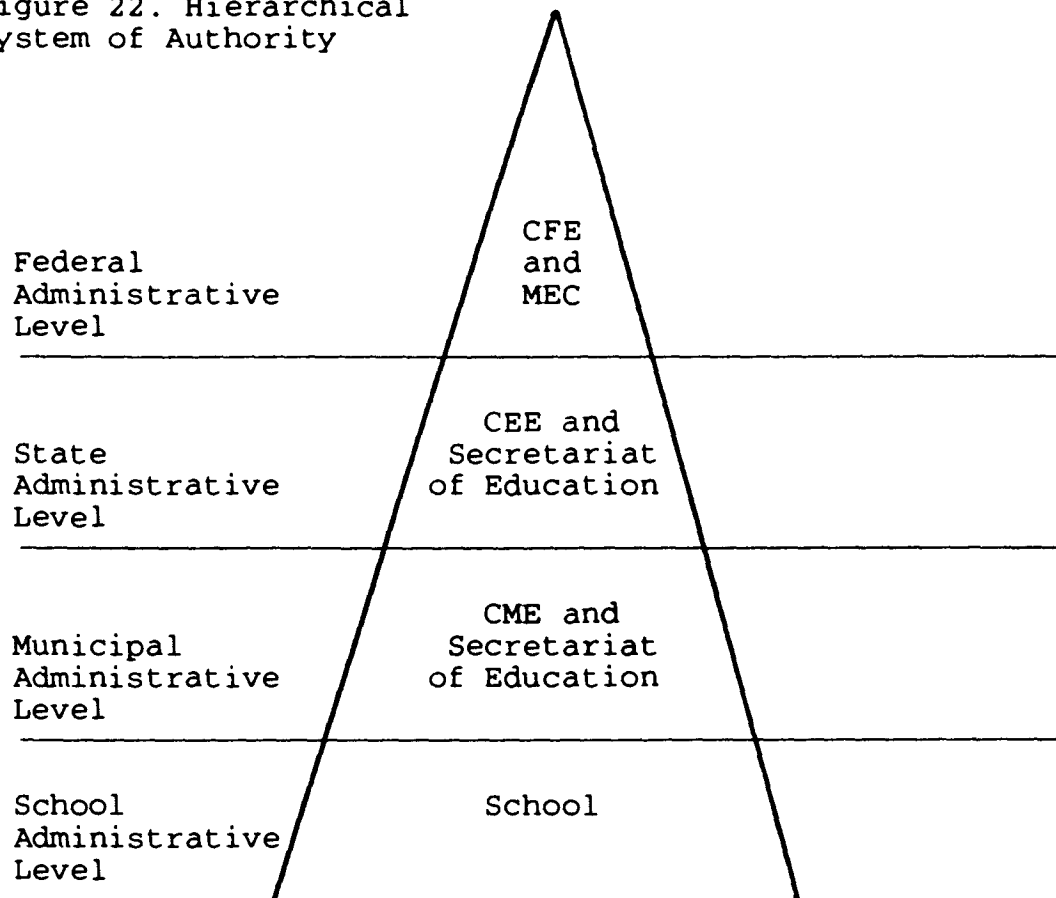 igure 22. Hierarchical
ystem of Authority
CFE
and
MEC
Federal
Administrative
Level
CEE and
Secretariat
of Education
State
Administrative
Level
CME and
Secretariat
of Education
Municipal
Administrative
Level
School
School
Administrative
Level